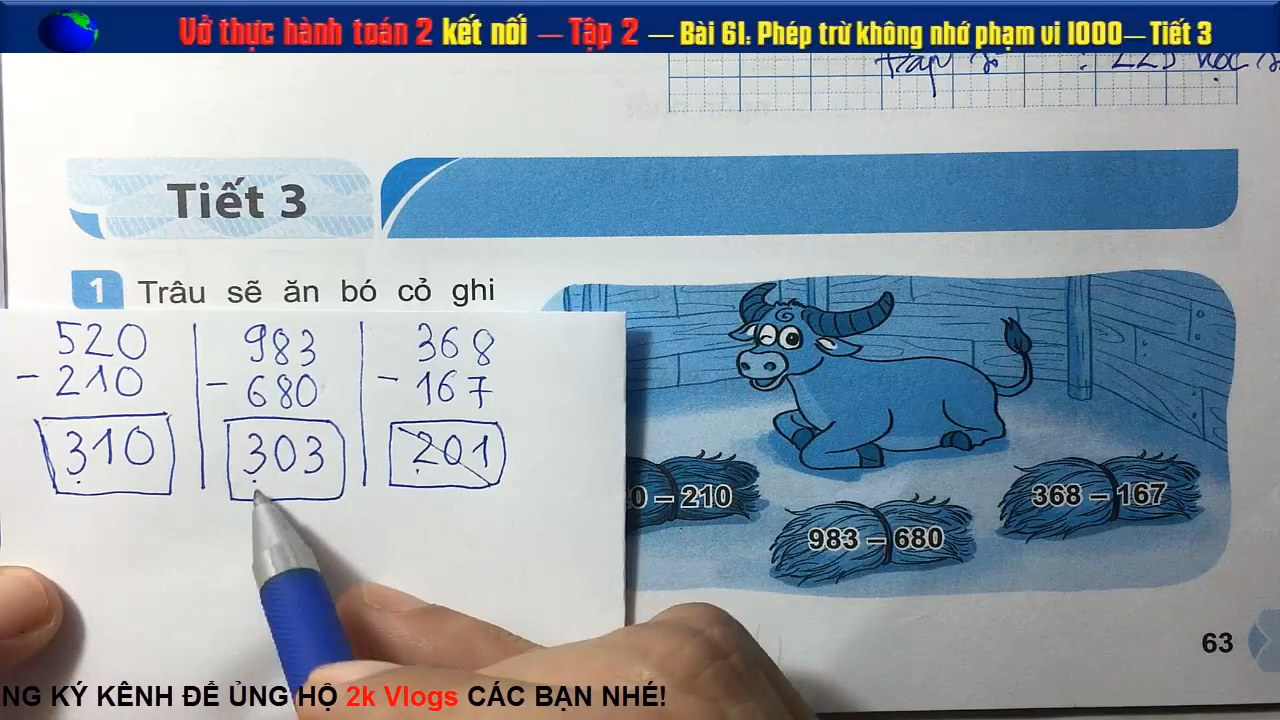 Vở thực hành toán 2 kết nối — Tập 2 — Bài 61: Phép trừ không nhớ phạm vi 1000— Tiết 3
Tiết 3
1 Trâu sẽ ăn bó cỏ ghi
520 983 368
- 210 - 680 - 167
310 303 201
0 – 210
983 – 680
368 – 167
63
NG KÝ KÊNH ĐỂ ỦNG HỘ 2k Vlogs CÁC BẠN NHÉ!